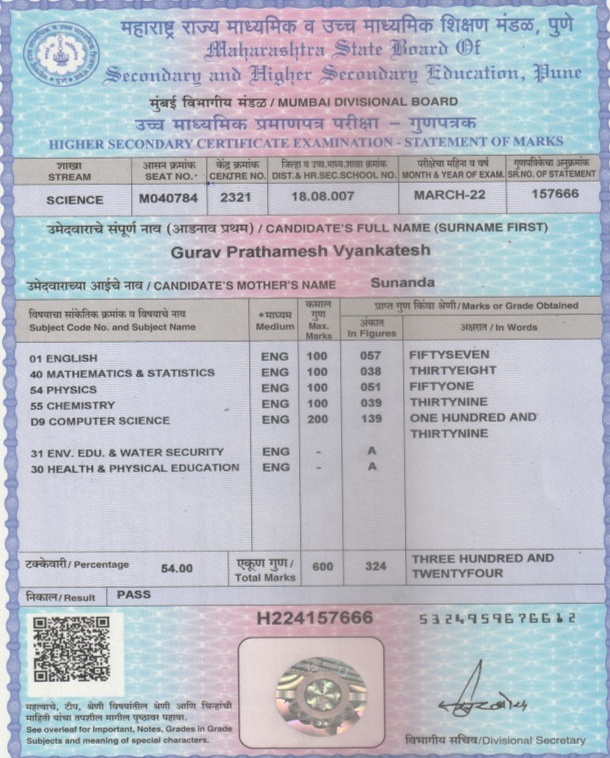 महाराष्ट्र राज्य माध्यमिक व उच्च माध्यमिक शिक्षण मंडळ, पुणे
Maharashtra State Board Of
Secondary and Higher Secondary Education, Pune
मुंबई विभागीय मंडळ / MUMBAI DIVISIONAL BOARD
उच्च माध्यमिक प्रमाणपत्र परीक्षा - गुणपत्रक
HIGHER SECONDARY CERTIFICATE EXAMINATION - STATEMENT OF MARKS
शाखा आसन क्रमांक केंद्र क्रमांक जिल्हा व उच्च.माध्य.शाळा क्रमांक परीक्षेचा महिना व वर्ष गुणपत्रिकेचा अनुक्रमांक
STREAM SEAT NO. CENTRE NO. DIST.& HR.SEC.SCHOOL NO. MONTH & YEAR OF EXAM. SR.NO. OF STATEMENT
SCIENCE M040784 2321 18.08.007 MARCH-22 157666
उमेदवाराचे संपूर्ण नाव (आडनाव प्रथम) / CANDIDATE'S FULL NAME (SURNAME FIRST)
Gurav Prathamesh Vyankatesh
उमेदवाराच्या आईचे नाव / CANDIDATE'S MOTHER'S NAME Sunanda
विषयाचा सांकेतिक क्रमांक व विषयाचे नाव
Subject Code No. and Subject Name
*माध्यम
Medium
कमाल
गुण
Max.
Marks
प्राप्त गुण किंवा श्रेणी/Marks or Grade Obtained
अंकात
In Figures
अक्षरात / In Words
01 ENGLISH ENG 100 057 FIFTYSEVEN
40 MATHEMATICS & STATISTICS ENG 100 038 THIRTYEIGHT
54 PHYSICS ENG 100 051 FIFTYONE
55 CHEMISTRY ENG 100 039 THIRTYNINE
D9 COMPUTER SCIENCE ENG 200 139 ONE HUNDRED AND
THIRTYNINE
31 ENV. EDU. & WATER SECURITY ENG - A
30 HEALTH & PHYSICAL EDUCATION ENG - A
टक्केवारी/ Percentage 54.00 एकूण गुण/
Total Marks 600 324 THREE HUNDRED AND
TWENTYFOUR
निकाल/ Result PASS
H224157666 5324959676612
महत्वाचे, टीप, श्रेणी विषयांतील श्रेणी आणि चिन्हांची
माहिती यांचा तपशील मागील पृष्ठावर पहावा.
See overleaf for Important, Notes, Grades in Grade
Subjects and meaning of special characters.
विभागीय सचिव/Divisional Secretary